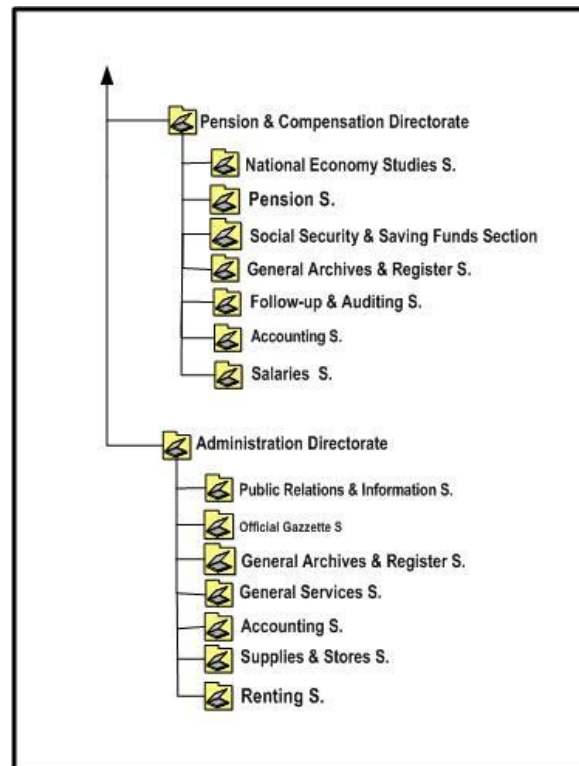 Pension & Compensation Directorate
National Economy Studies S.
Pension S.
Social Security & Saving Funds Section
General Archives & Register S.
Follow-up & Auditing S.
Accounting S.
Salaries S.
Administration Directorate
Public Relations & Information S.
Official Gazzette S
General Archives & Register S.
General Services S.
Accounting S.
Supplies & Stores S.
Renting S.